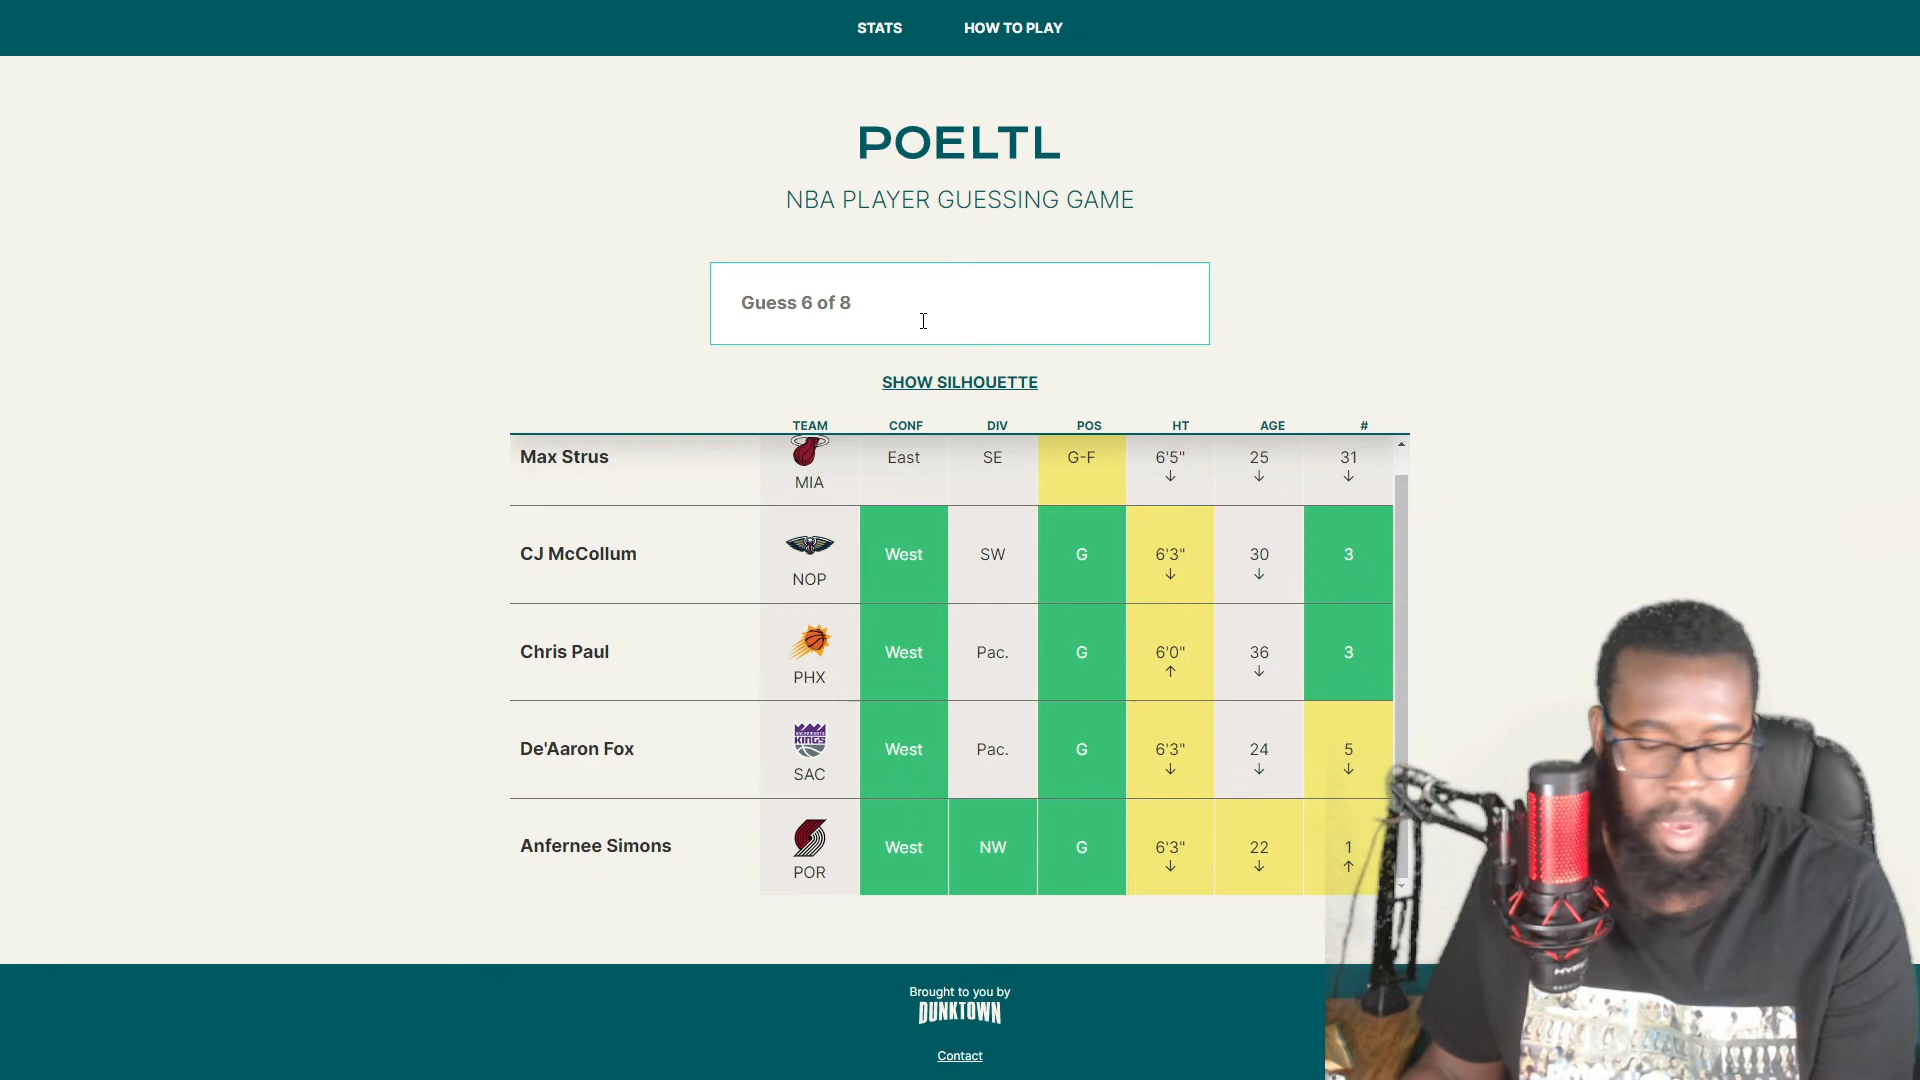 STATS HOW TO PLAY
POELTL
NBA PLAYER GUESSING GAME
Guess 6 of 8
SHOW SILHOUETTE
TEAM CONF DIV POS HT AGE #
Max Strus MIA East SE G-F 6'5" ↓ 25 ↓ 31 ↓
CJ McCollum NOP West SW G 6'3" ↓ 30 ↓ 3
Chris Paul PHX West Pac. G 6'0" ↑ 36 ↓ 3
De'Aaron Fox KINGS SAC West Pac. G 6'3" ↓ 24 ↓ 5 ↓
Anfernee Simons POR West NW G 6'3" ↓ 22 ↓ 1 ↑
Brought to you by
DUNKTOWN
Contact